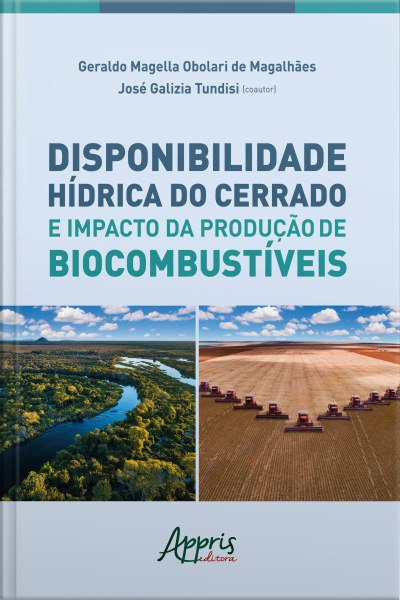 Geraldo Magella Obolari de Magalhães
José Galizia Tundisi (coautor)
DISPONIBILIDADE
HÍDRICA DO CERRADO
E IMPACTO DA PRODUÇÃO DE
BIOCOMBUSTÍVEIS
Appris
editora